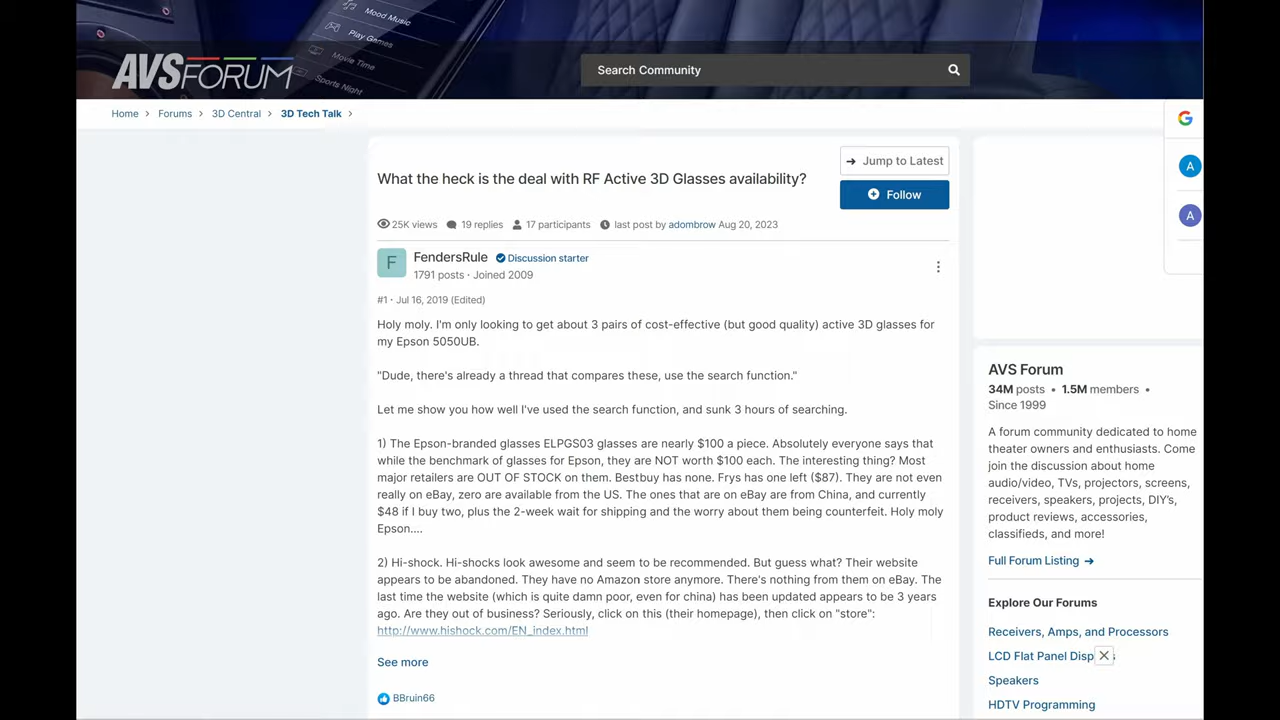 Mood Music
Play Games
Movie Time
Sports Night
AVSFORUM
Search Community
Home
Forums
3D Central
3D Tech Talk
What the heck is the deal with RF Active 3D Glasses availability?
Jump to Latest
Follow
25K views
19 replies
17 participants
last post by adombrow Aug 20, 2023
F
FendersRule
Discussion starter
1791 posts · Joined 2009
#1 · Jul 16, 2019 (Edited)
Holy moly. I'm only looking to get about 3 pairs of cost-effective (but good quality) active 3D glasses for
my Epson 5050UB.
"Dude, there's already a thread that compares these, use the search function."
Let me show you how well I've used the search function, and sunk 3 hours of searching.
1) The Epson-branded glasses ELPGS03 glasses are nearly $100 a piece. Absolutely everyone says that
while the benchmark of glasses for Epson, they are NOT worth $100 each. The interesting thing? Most
major retailers are OUT OF STOCK on them. Bestbuy has none. Frys has one left ($87). They are not even
really on eBay, zero are available from the US. The ones that are on eBay are from China, and currently
$48 if I buy two, plus the 2-week wait for shipping and the worry about them being counterfeit. Holy moly
Epson....
2) Hi-shock. Hi-shocks look awesome and seem to be recommended. But guess what? Their website
appears to be abandoned. They have no Amazon store anymore. There's nothing from them on eBay. The
last time the website (which is quite damn poor, even for china) has been updated appears to be 3 years
ago. Are they out of business? Seriously, click on this (their homepage), then click on "store":
http://www.hishock.com/EN_index.html
See more
BBruin66
G
A
A
AVS Forum
34M posts • 1.5M members •
Since 1999
A forum community dedicated to home
theater owners and enthusiasts. Come
join the discussion about home
audio/video, TVs, projectors, screens,
receivers, speakers, projects, DIY's,
product reviews, accessories,
classifieds, and more!
Full Forum Listing
Explore Our Forums
Receivers, Amps, and Processors
LCD Flat Panel Disp
Speakers
HDTV Programming